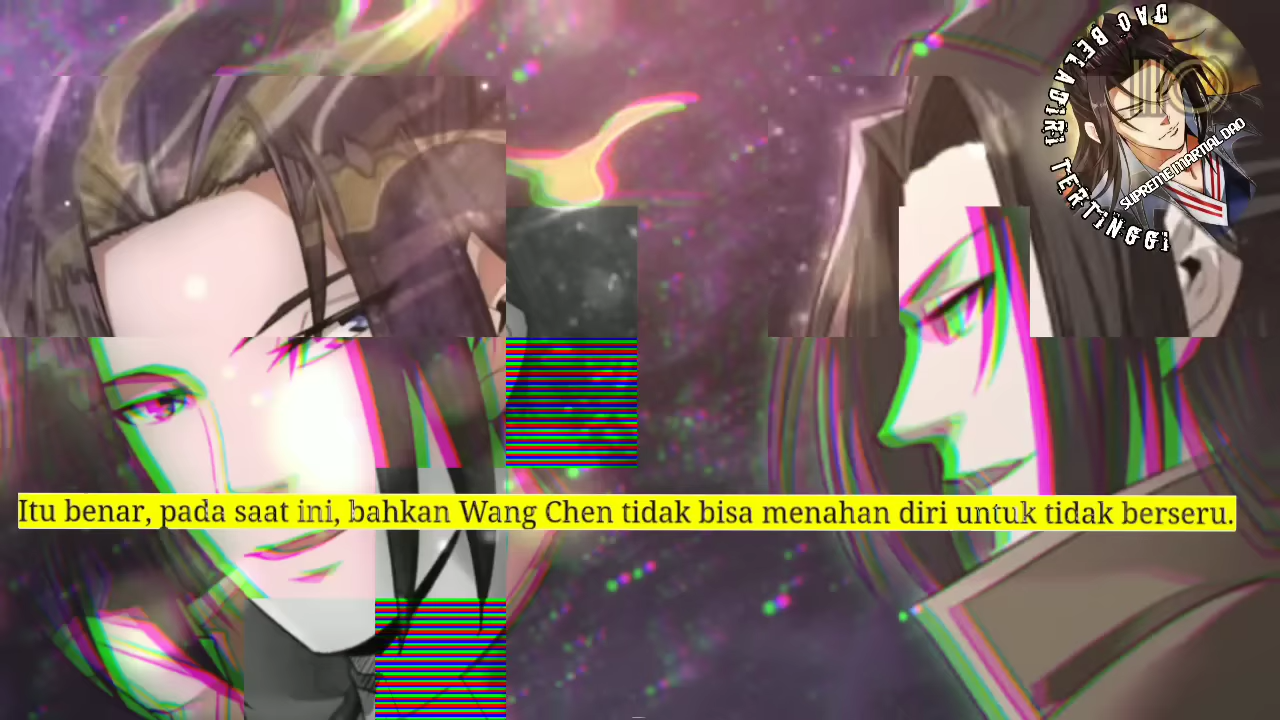 DAO BELADIRI TERTINGGI
SUPREME MARTIAL DAO
Itu benar, pada saat ini, bahkan Wang Chen tidak bisa menahan diri untuk tidak berseru.